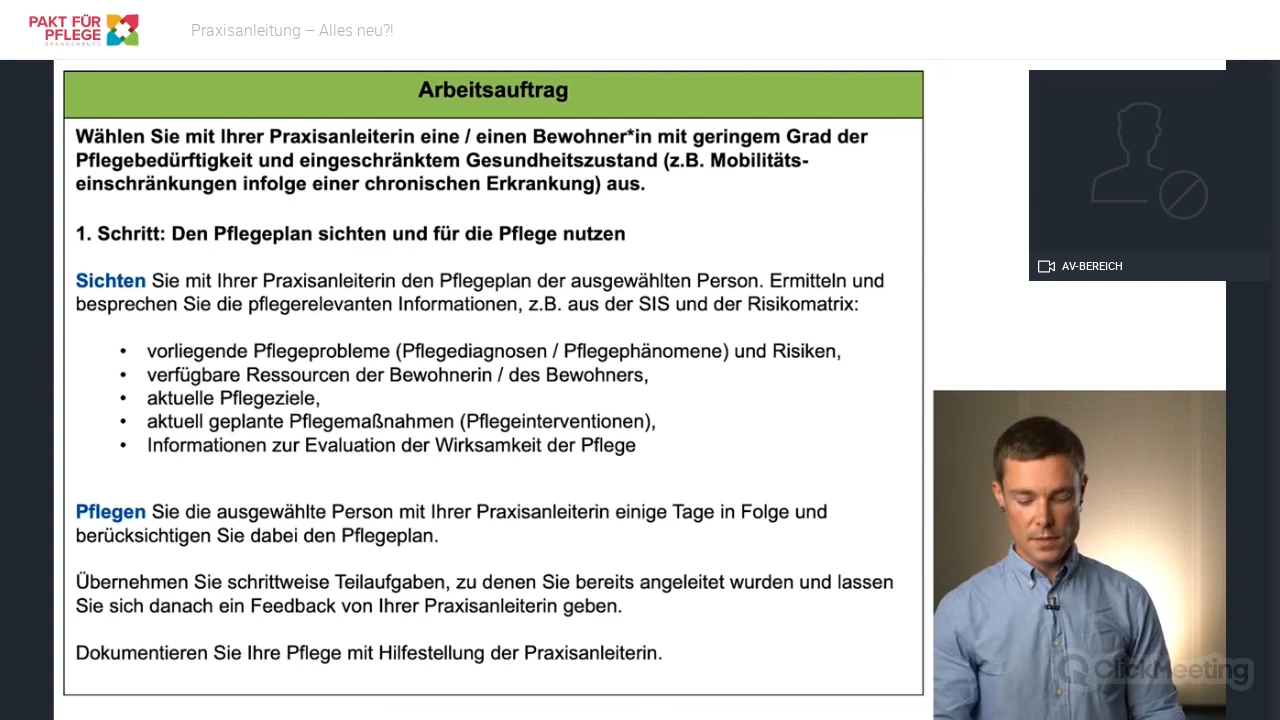 PAKT FÜR
PFLEGE
BRANDENBURG
Praxisanleitung – Alles neu?!
Arbeitsauftrag
Wählen Sie mit Ihrer Praxisanleiterin eine / einen Bewohner*in mit geringem Grad der
Pflegebedürftigkeit und eingeschränktem Gesundheitszustand (z.B. Mobilitäts-
einschränkungen infolge einer chronischen Erkrankung) aus.
1. Schritt: Den Pflegeplan sichten und für die Pflege nutzen
Sichten Sie mit Ihrer Praxisanleiterin den Pflegeplan der ausgewählten Person. Ermitteln und
besprechen Sie die pflegerelevanten Informationen, z.B. aus der SIS und der Risikomatrix:
• vorliegende Pflegeprobleme (Pflegediagnosen / Pflegephänomene) und Risiken,
• verfügbare Ressourcen der Bewohnerin / des Bewohners,
• aktuelle Pflegeziele,
• aktuell geplante Pflegemaßnahmen (Pflegeinterventionen),
• Informationen zur Evaluation der Wirksamkeit der Pflege
Pflegen Sie die ausgewählte Person mit Ihrer Praxisanleiterin einige Tage in Folge und
berücksichtigen Sie dabei den Pflegeplan.
Übernehmen Sie schrittweise Teilaufgaben, zu denen Sie bereits angeleitet wurden und lassen
Sie sich danach ein Feedback von Ihrer Praxisanleiterin geben.
Dokumentieren Sie Ihre Pflege mit Hilfestellung der Praxisanleiterin.
AV-BEREICH
ClickMeeting